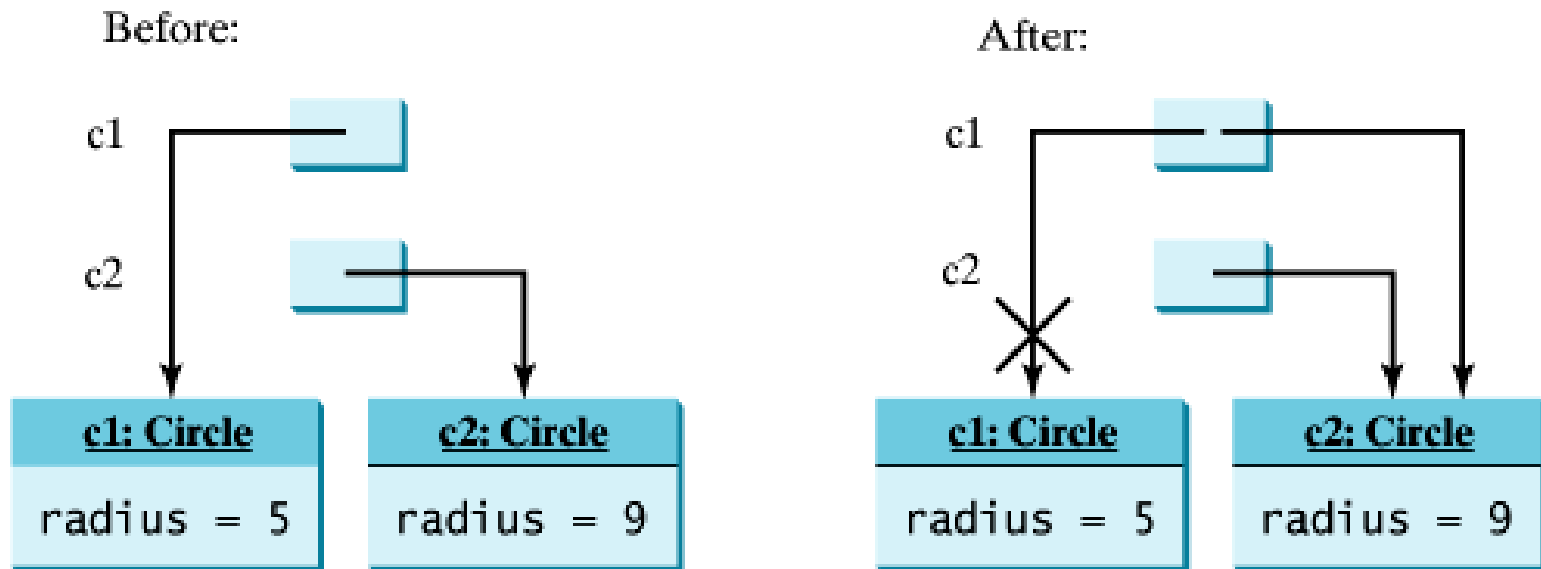 Before:
c1
c2
c1: Circle
radius = 5
c2: Circle
radius = 9
After:
c1
c2
c1: Circle
radius = 5
c2: Circle
radius = 9